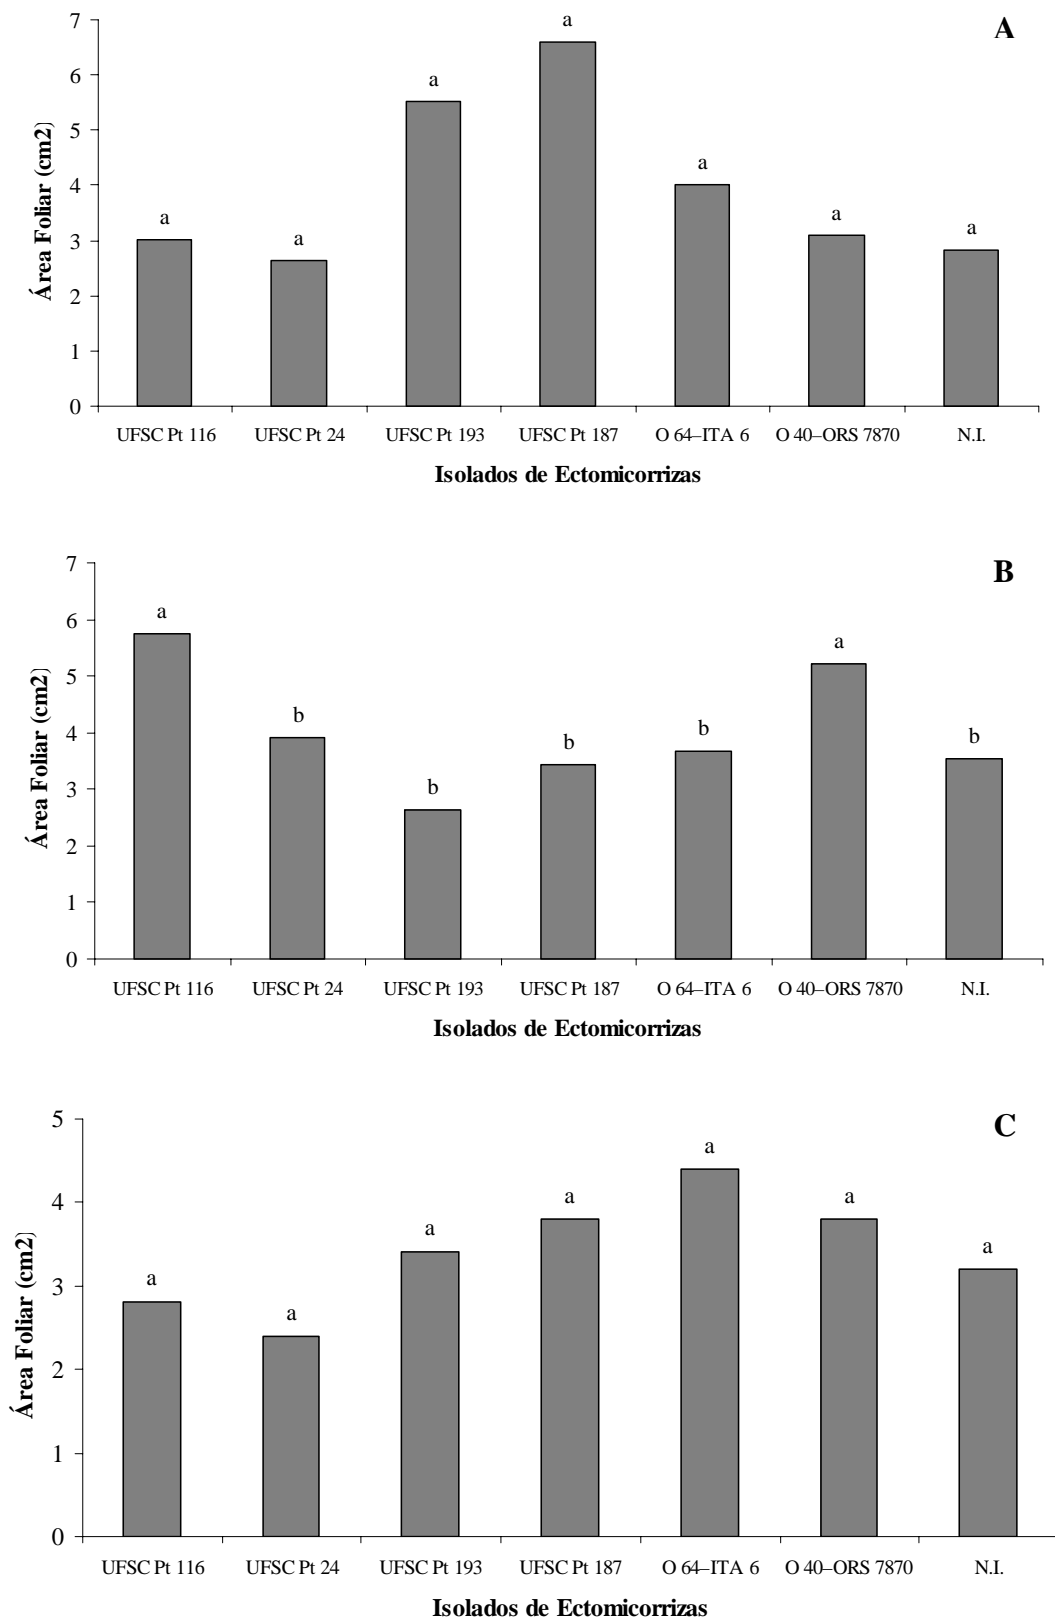 A
7
6
5
4
3
2
1
0
Área Foliar (cm2)
a
a
a
a
a
a
a
UFSC Pt 116 UFSC Pt 24 UFSC Pt 193 UFSC Pt 187 O 64–ITA 6 O 40–ORS 7870 N.I.
Isolados de Ectomicorrizas
B
7
6
5
4
3
2
1
0
Área Foliar (cm2)
a
b
b
b
b
a
b
UFSC Pt 116 UFSC Pt 24 UFSC Pt 193 UFSC Pt 187 O 64–ITA 6 O 40–ORS 7870 N.I.
Isolados de Ectomicorrizas
C
5
4
3
2
1
0
Área Foliar (cm2)
a
a
a
a
a
a
a
UFSC Pt 116 UFSC Pt 24 UFSC Pt 193 UFSC Pt 187 O 64–ITA 6 O 40–ORS 7870 N.I.
Isolados de Ectomicorrizas